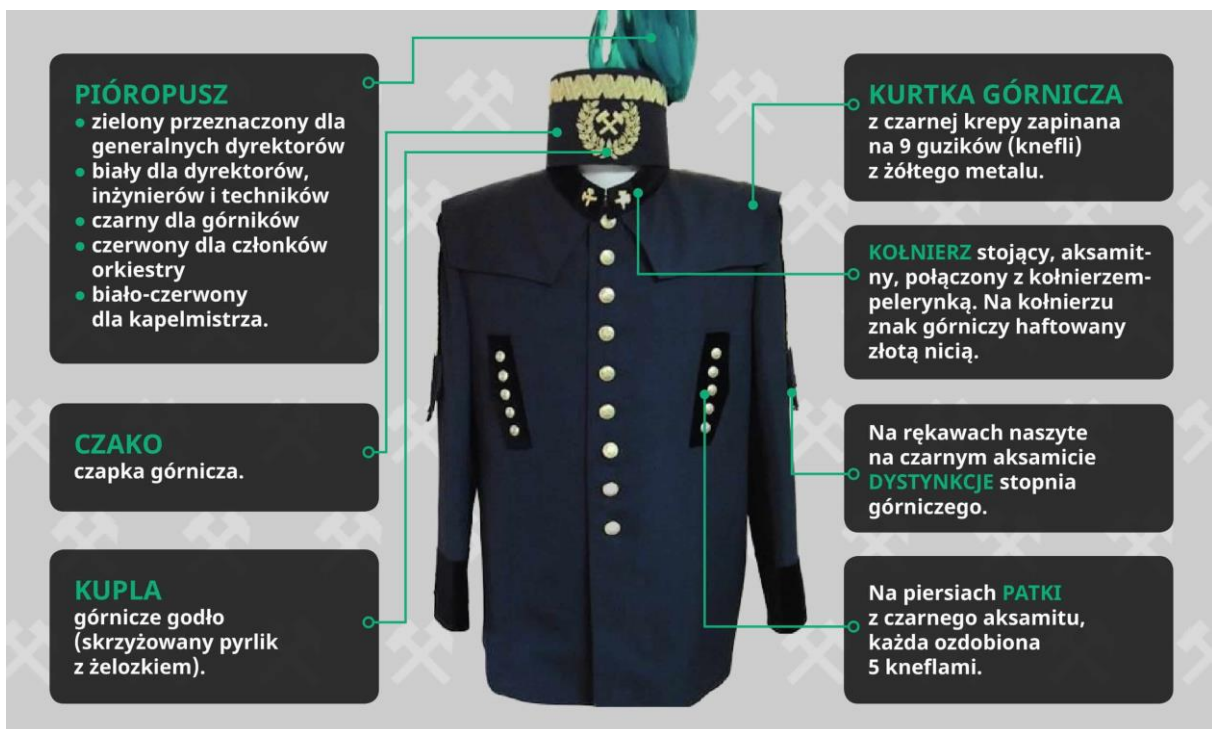 PIÓROPUSZ
● zielony przeznaczony dla
generalnych dyrektorów
● biały dla dyrektorów,
inżynierów i techników
● czarny dla górników
● czerwony dla członków
orkiestry
● biało-czerwony
dla kapelmistrza.
CZAKO
czapka górnicza.
KUPLA
górnicze godło
(skrzyżowany pyrlik
z żelozkiem).
KURTKA GÓRNICZA
z czarnej krepy zapinana
na 9 guzików (knefli)
z żółtego metalu.
KOŁNIERZ stojący, aksamit-
ny, połączony z kołnierzem-
pelerynką. Na kołnierzu
znak górniczy haftowany
złotą nicią.
Na rękawach naszyte
na czarnym aksamicie
DYSTYNKCJE stopnia
górniczego.
Na piersiach PATKI
z czarnego aksamitu,
każda ozdobiona
5 kneflami.